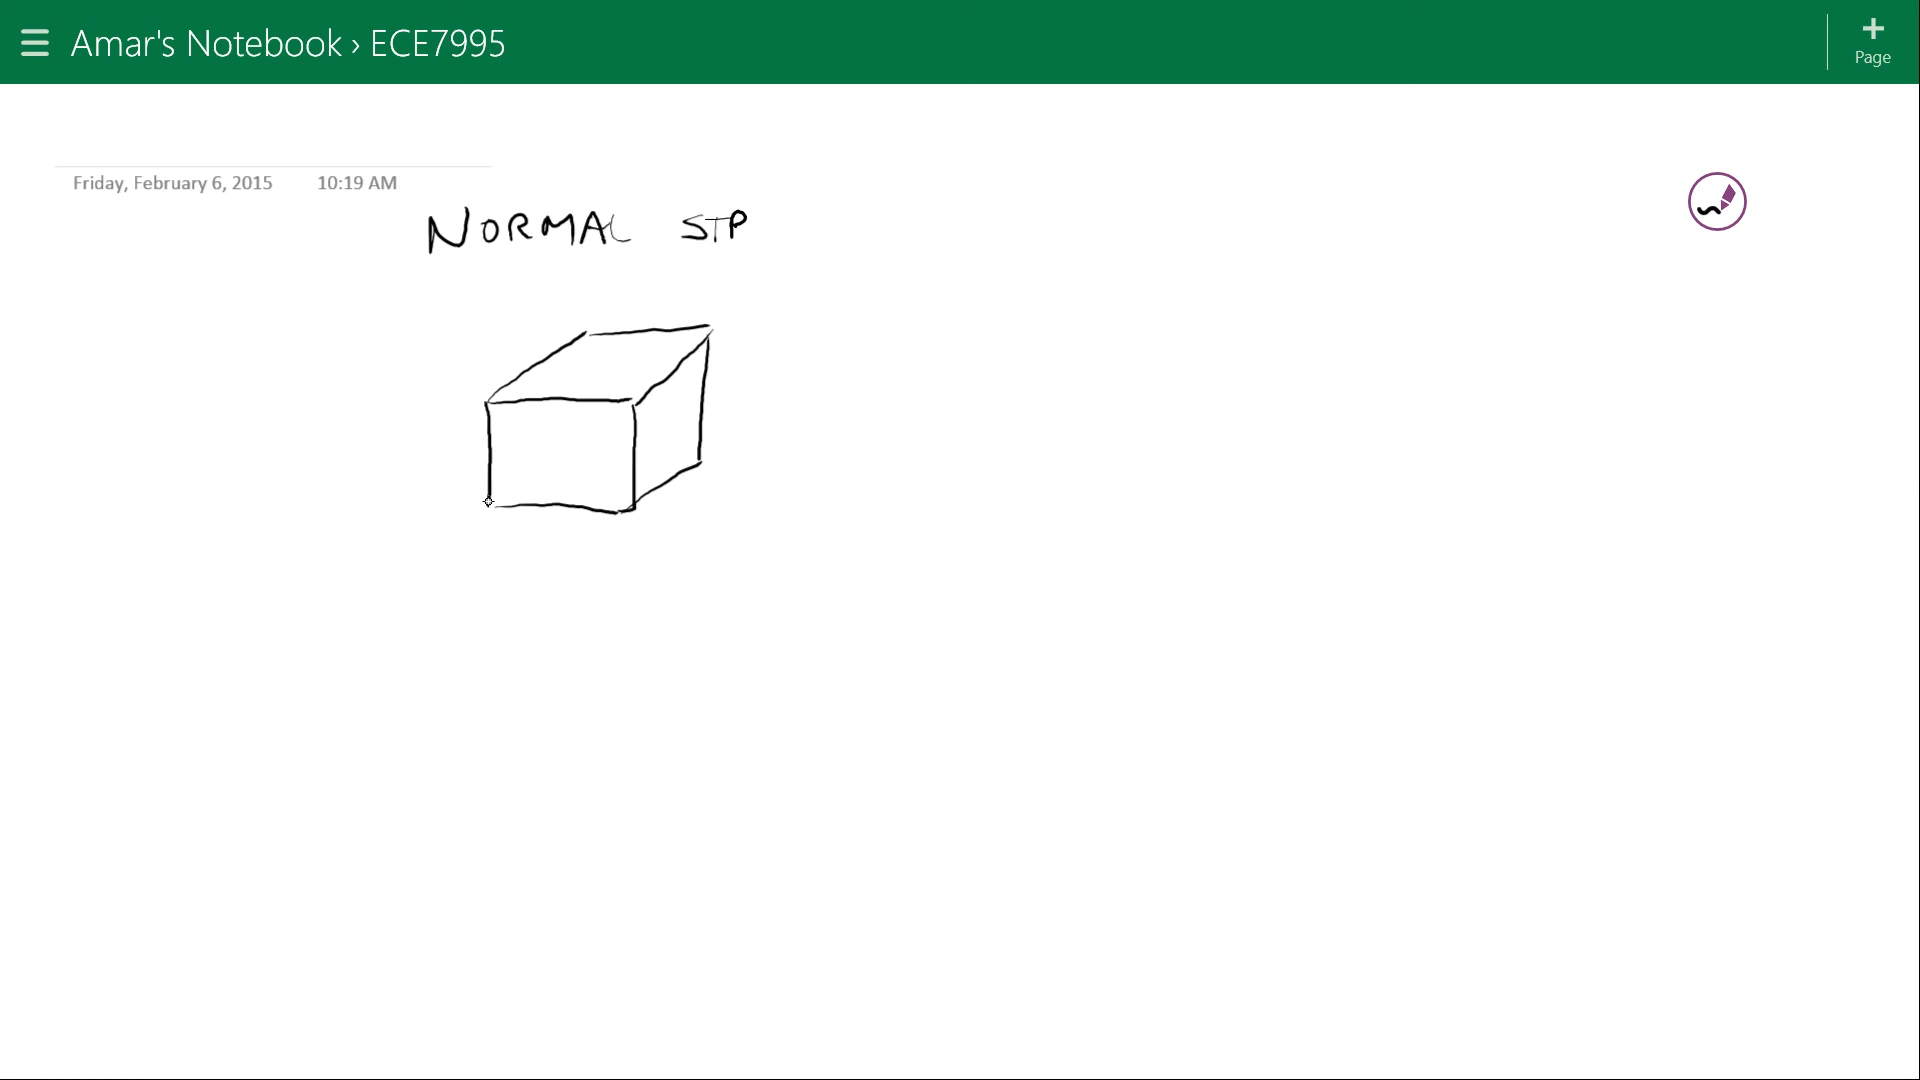 Amar's Notebook › ECE7995
Page
Friday, February 6, 2015 10:19 AM
NORMAL STP